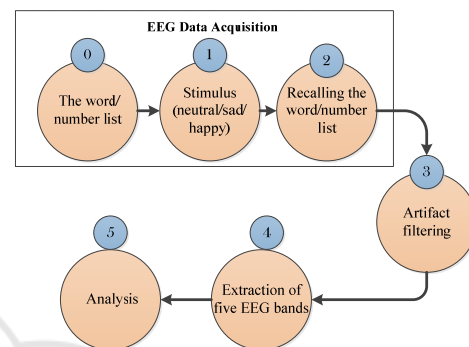 EEG Data Acquisition
0
The word/
number list
1
Stimulus
(neutral/sad/
happy)
2
Recalling the
word/number
list
3
Artifact
filtering
4
Extraction of
five EEG bands
5
Analysis